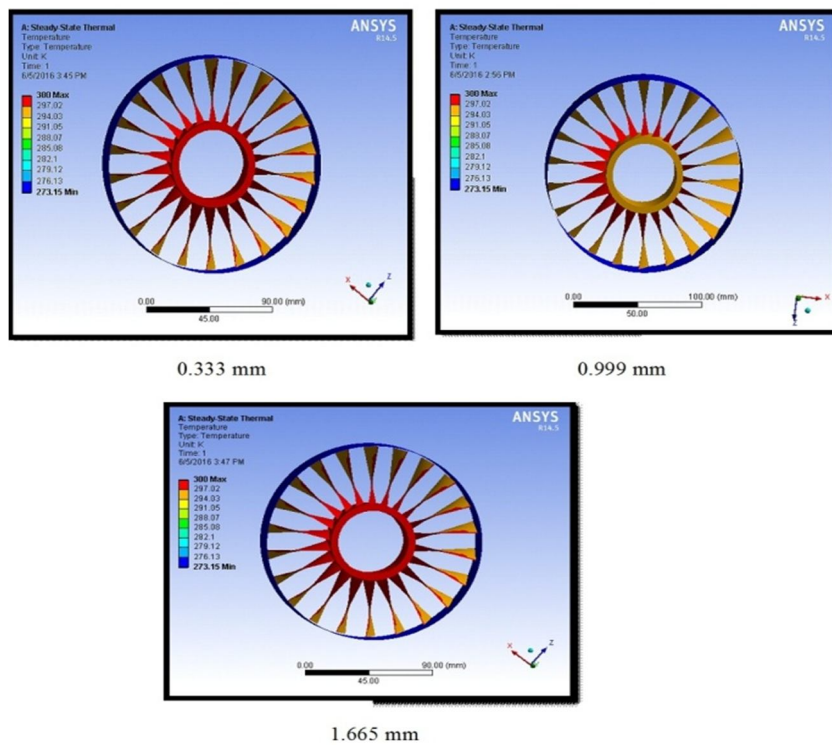 A: Steady-State Thermal
Temperature
Type: Temperature
Unit: K
Time: 1
6/5/2016 3:45 PM
300 Max
297.02
294.03
291.05
288.07
285.08
282.1
279.12
276.13
273.15 Min
ANSYS
R14.5
X
Z
0.00
90.00 (mm)
45.00
0.333 mm
A: Steady-State Thermal
Temperature
Type: Temperature
Unit: K
Time: 1
6/5/2016 2:56 PM
300 Max
297.02
294.03
291.05
288.07
285.08
282.1
279.12
276.13
273.15 Min
ANSYS
R14.5
X
Z
0.00
100.00 (mm)
50.00
0.999 mm
A: Steady-State Thermal
Temperature
Type: Temperature
Unit: K
Time: 1
6/5/2016 3:47 PM
300 Max
297.02
294.03
291.05
288.07
285.08
282.1
279.12
276.13
273.15 Min
ANSYS
R14.5
X
Z
0.00
90.00 (mm)
45.00
1.665 mm